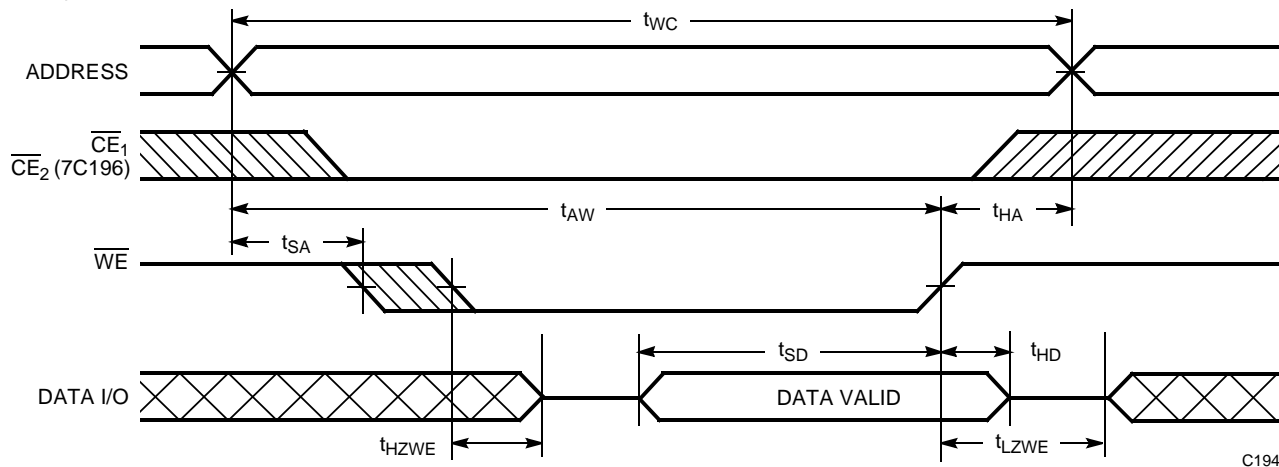 tWC
ADDRESS
CE1
CE2 (7C196)
tAW
tHA
tSA
WE
tSD
tHD
DATA I/O
DATA VALID
tHZWE
tLZWE
C194